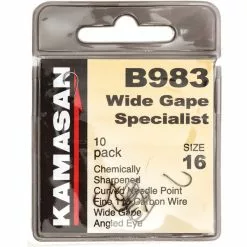 KAMASAN
B983
Wide Gape
Specialist
10
pack
SIZE
16
Chemically
Sharpened
Curved Needle Point
Fine Carbon Wire
Wide Gape
Angled Eye